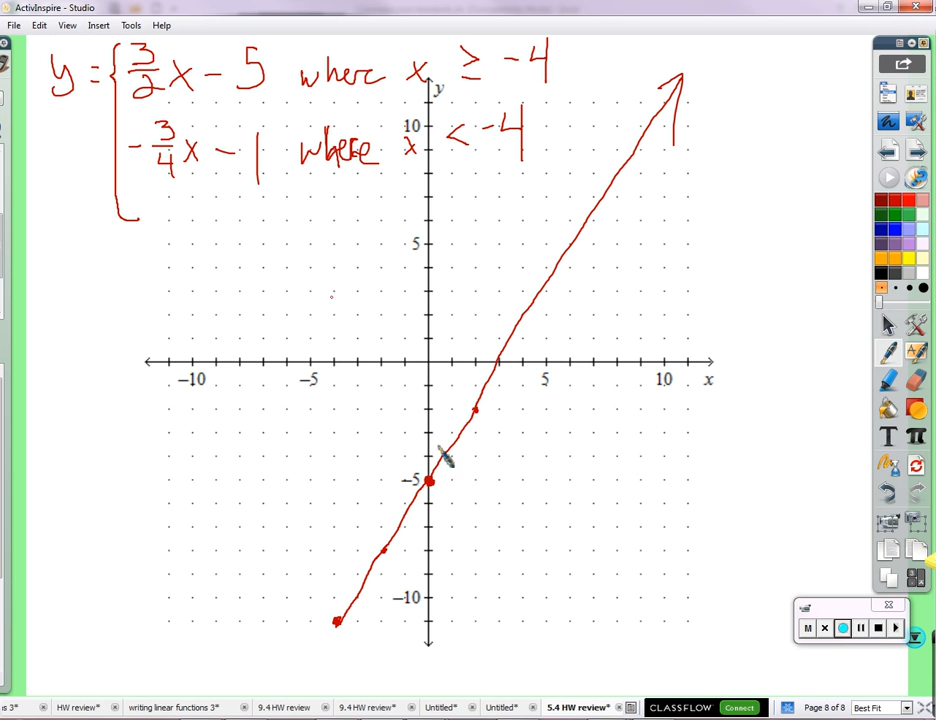 ActivInspire - Studio
File Edit View Insert Tools Help
y = { 3/2 x - 5 where x ≥ -4
-3/4 x - 1 where x < -4
y
10
5
-10 -5 5 10 x
-5
-10
M
is 3* HW review* writing linear functions 3* 9.4 HW review* 9.4 HW review* Untitled* Untitled* 5.4 HW review* CLASSFLOW Connect Page 8 of 8 Best Fit